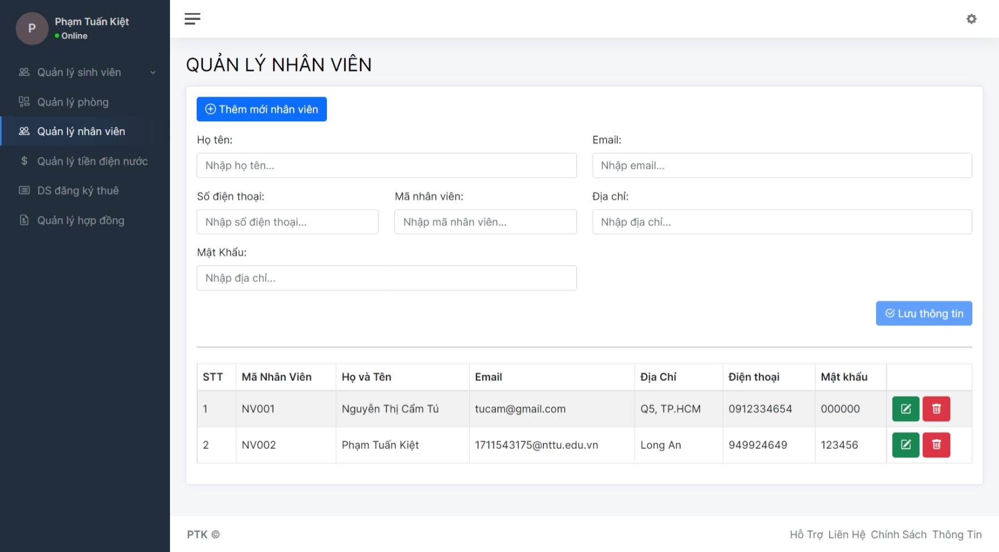 P
Phạm Tuấn Kiệt
Online
Quản lý sinh viên
Quản lý phòng
Quản lý nhân viên
$ Quản lý tiền điện nước
DS đăng ký thuê
Quản lý hợp đồng
QUẢN LÝ NHÂN VIÊN
Thêm mới nhân viên
Họ tên: Email:
Nhập họ tên... Nhập email...
Số điện thoại: Mã nhân viên: Địa chỉ:
Nhập số điện thoại... Nhập mã nhân viên... Nhập địa chỉ...
Mật Khẩu:
Nhập địa chỉ...
Lưu thông tin
STT Mã Nhân Viên Họ và Tên Email Địa Chỉ Điện thoại Mật khẩu
1 NV001 Nguyễn Thị Cẩm Tú tucam@gmail.com Q5, TP.HCM 0912334654 000000
2 NV002 Phạm Tuấn Kiệt 1711543175@nttu.edu.vn Long An 949924649 123456
PTK © Hỗ Trợ Liên Hệ Chính Sách Thông Tin